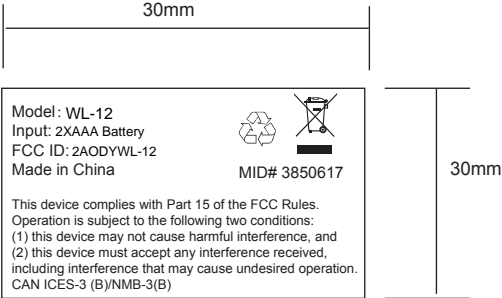 30mm
Model: WL-12
Input: 2XAAA Battery
FCC ID: 2AODYWL-12
Made in China
MID# 3850617
30mm
This device complies with Part 15 of the FCC Rules.
Operation is subject to the following two conditions:
(1) this device may not cause harmful interference, and
(2) this device must accept any interference received,
including interference that may cause undesired operation.
CAN ICES-3 (B)/NMB-3(B)